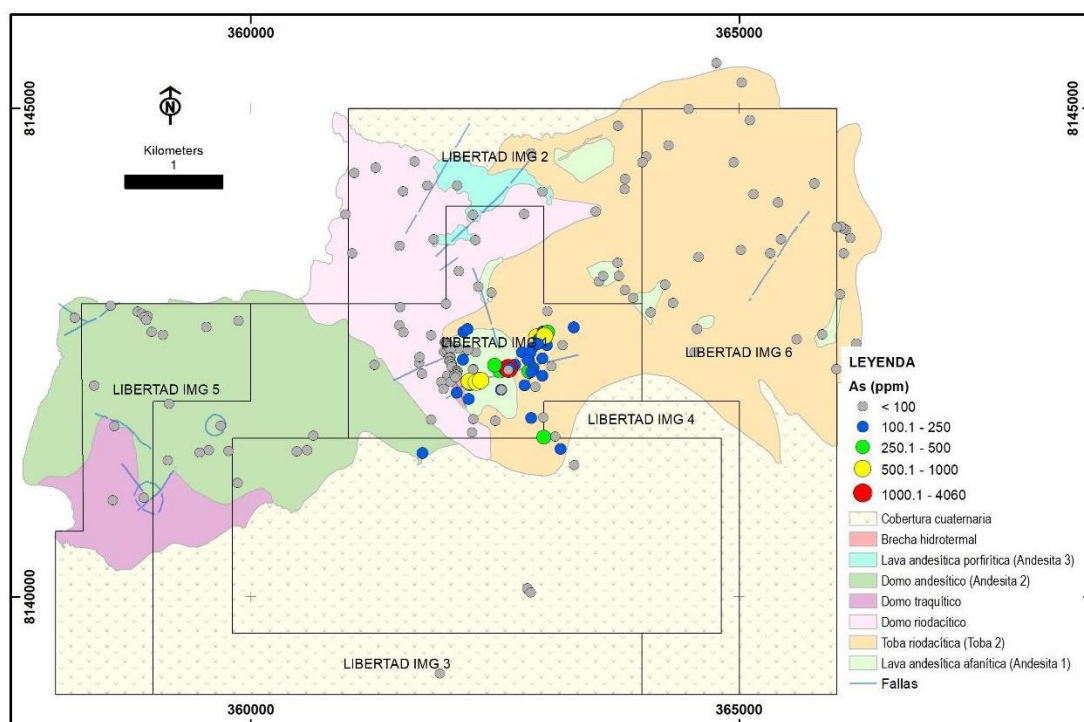 360000
365000
8145000
8145000
N
Kilometers
1
LIBERTAD IMG 2
LIBERTAD IMG 1
LIBERTAD IMG 6
LIBERTAD IMG 5
LIBERTAD IMG 4
LIBERTAD IMG 3
LEYENDA
As (ppm)
< 100
100.1 - 250
250.1 - 500
500.1 - 1000
1000.1 - 4060
Cobertura cuaternaria
Brecha hidrotermal
Lava andesítica porfirítica (Andesita 3)
Domo andesítico (Andesita 2)
Domo traquítico
Domo riodacítico
Toba riodacítica (Toba 2)
Lava andesítica afanítica (Andesita 1)
Fallas
8140000
8140000
360000
365000